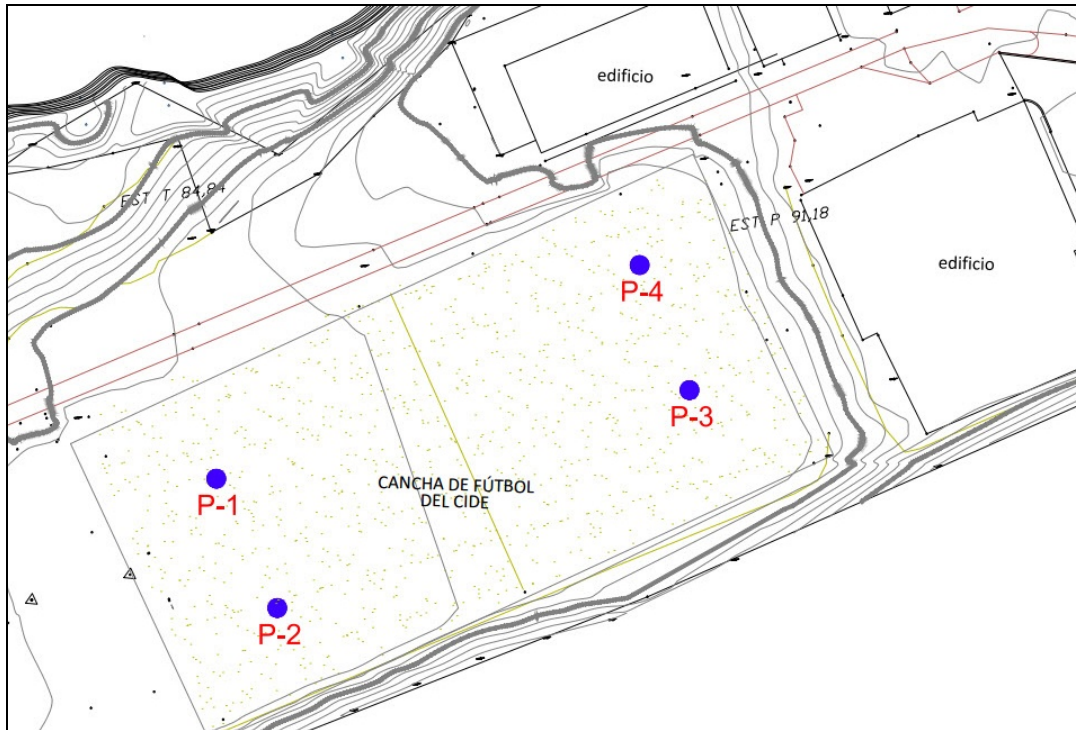 edificio
EST T 84,84
EST P 91,18
edificio
P-4
P-3
P-1
CANCHA DE FÚTBOL
DEL CIDE
P-2